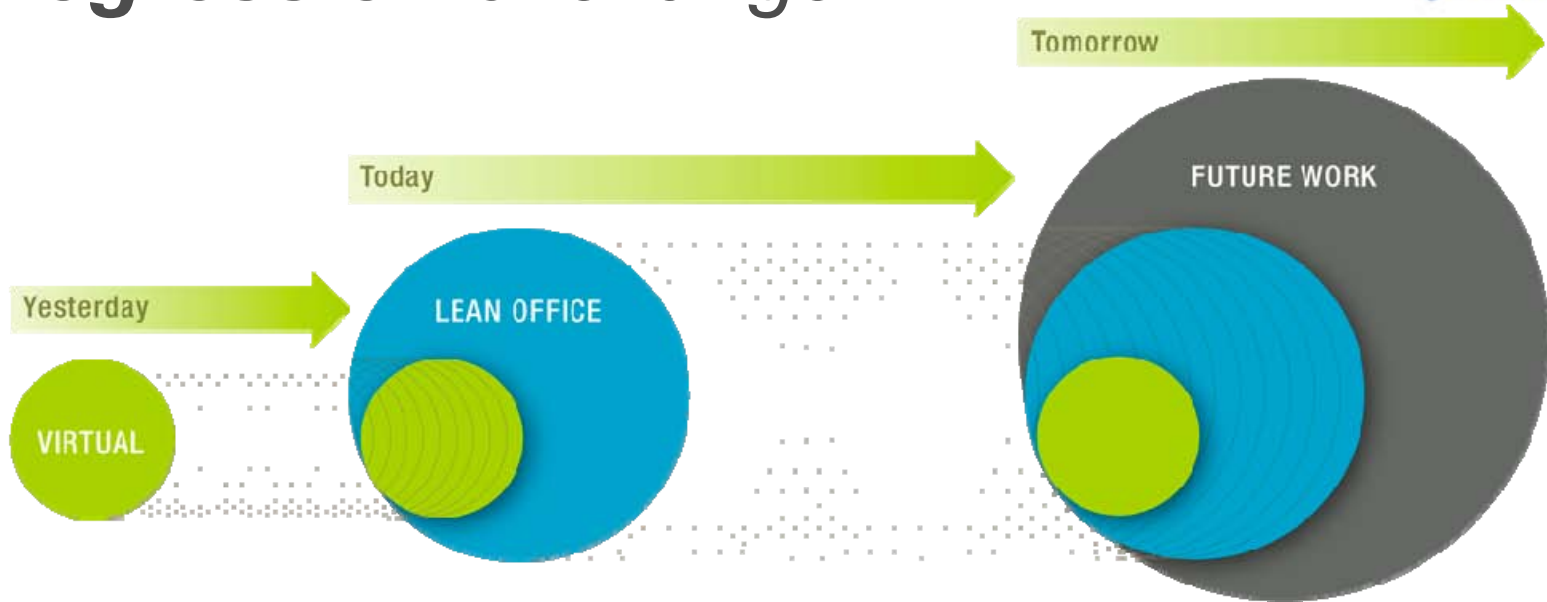 Tomorrow
FUTURE WORK
Today
Yesterday
LEAN OFFICE
VIRTUAL